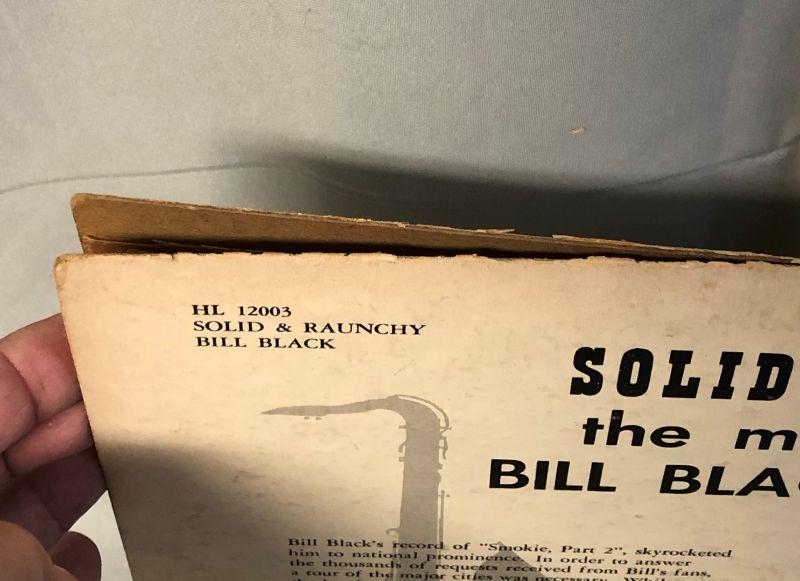 HL 12003
SOLID & RAUNCHY
BILL BLACK
SOLID
the m
BILL BLA
Bill Black's record of "Smokie, Part 2", skyrocketed
him to national prominence. In order to answer
the thousands of requests received from Bill's fans,
a tour of the major cities was necessary.